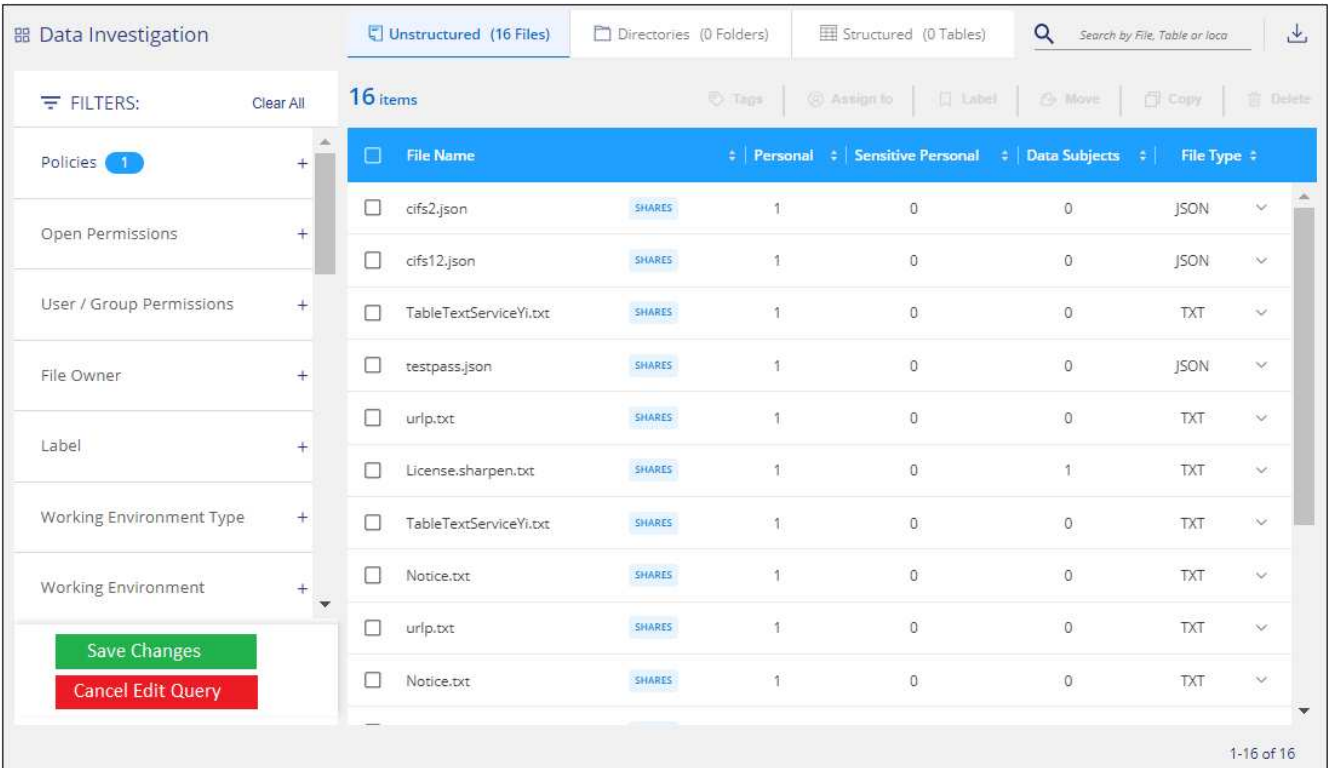 Data Investigation
Unstructured (16 Files)
Directories (0 Folders)
Structured (0 Tables)
Search by File, Table or loca
FILTERS:
Clear All
16 items
Tags
Assign to
Label
Move
Copy
Delete
Policies 1 +
Open Permissions +
User / Group Permissions +
File Owner +
Label +
Working Environment Type +
Working Environment +
Save Changes
Cancel Edit Query
File Name Personal Sensitive Personal Data Subjects File Type
cifs2.json SHARES 1 0 0 JSON
cifs12.json SHARES 1 0 0 JSON
TableTextServiceYi.txt SHARES 1 0 0 TXT
testpass.json SHARES 1 0 0 JSON
urlp.txt SHARES 1 0 0 TXT
License.sharpen.txt SHARES 1 0 1 TXT
TableTextServiceYi.txt SHARES 1 0 0 TXT
Notice.txt SHARES 1 0 0 TXT
urlp.txt SHARES 1 0 0 TXT
Notice.txt SHARES 1 0 0 TXT
1-16 of 16